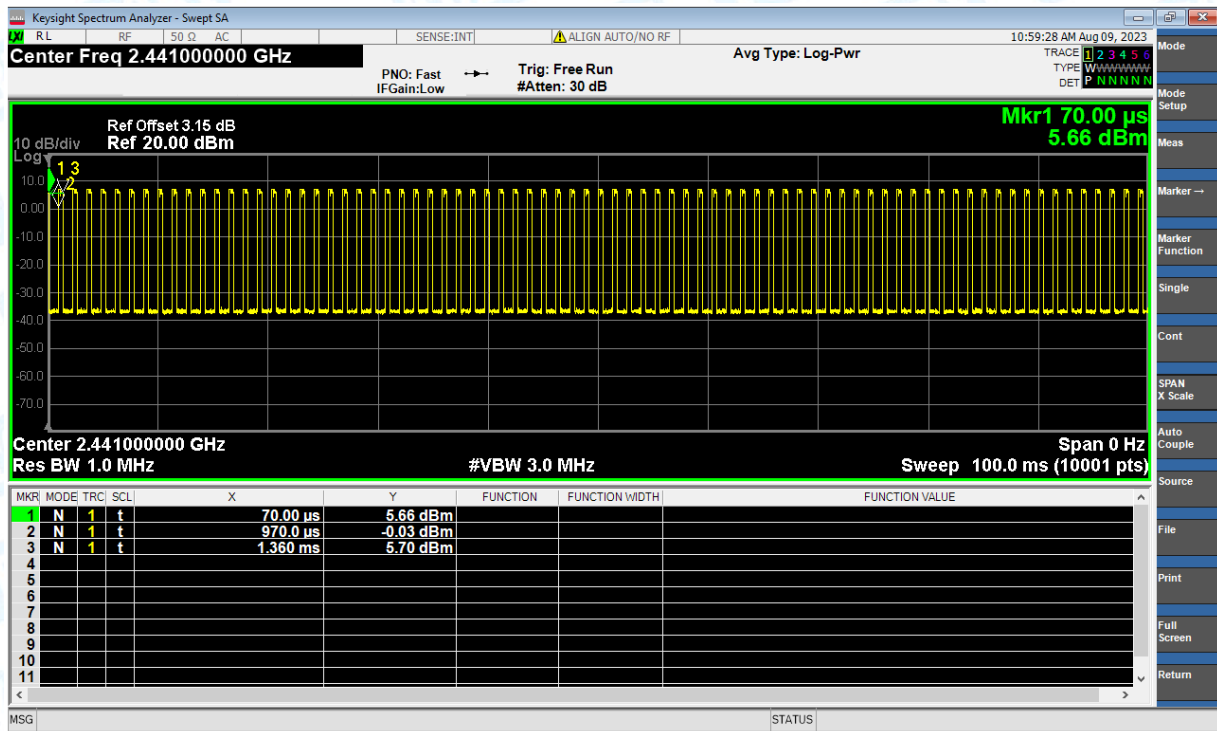 Keysight Spectrum Analyzer - Swept SA
LXI RL RF 50 Ω AC SENSE:INT ALIGN AUTO/NO RF 10:59:28 AM Aug 09, 2023
Center Freq 2.441000000 GHz
PNO: Fast
IFGain:Low
Trig: Free Run
#Atten: 30 dB
Avg Type: Log-Pwr
TRACE 1 2 3 4 5 6
TYPE WWWWWW
DET P N N N N N
Ref Offset 3.15 dB
10 dB/div Ref 20.00 dBm
Log
Mkr1 70.00 µs
5.66 dBm
1 3
2
10.0
0.00
-10.0
-20.0
-30.0
-40.0
-50.0
-60.0
-70.0
Center 2.441000000 GHz Span 0 Hz
Res BW 1.0 MHz #VBW 3.0 MHz Sweep 100.0 ms (10001 pts)
MKR MODE TRC SCL X Y FUNCTION FUNCTION WIDTH FUNCTION VALUE
1 N 1 t 70.00 µs 5.66 dBm
2 N 1 t 970.0 µs -0.03 dBm
3 N 1 t 1.360 ms 5.70 dBm
4
5
6
7
8
9
10
11
MSG STATUS
Mode
Mode
Setup
Meas
Marker →
Marker
Function
Single
Cont
SPAN
X Scale
Auto
Couple
Source
File
Print
Full
Screen
Return